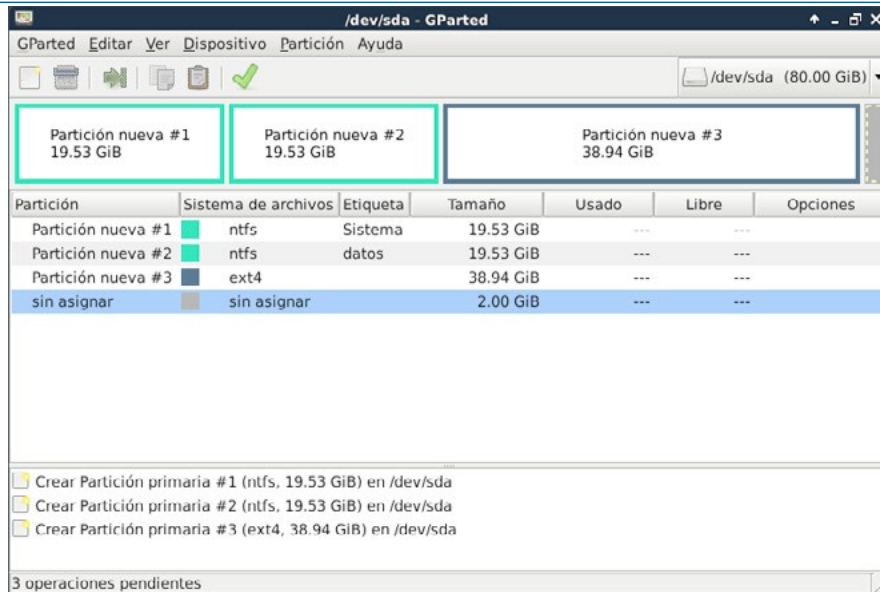 /dev/sda - GParted
GParted Editar Ver Dispositivo Partición Ayuda
/dev/sda (80.00 GiB)
Partición nueva #1 Partición nueva #2 Partición nueva #3
19.53 GiB 19.53 GiB 38.94 GiB
Partición Sistema de archivos Etiqueta Tamaño Usado Libre Opciones
Partición nueva #1 ntfs Sistema 19.53 GiB --- ---
Partición nueva #2 ntfs datos 19.53 GiB --- ---
Partición nueva #3 ext4 38.94 GiB --- ---
sin asignar sin asignar 2.00 GiB --- ---
Crear Partición primaria #1 (ntfs, 19.53 GiB) en /dev/sda
Crear Partición primaria #2 (ntfs, 19.53 GiB) en /dev/sda
Crear Partición primaria #3 (ext4, 38.94 GiB) en /dev/sda
3 operaciones pendientes